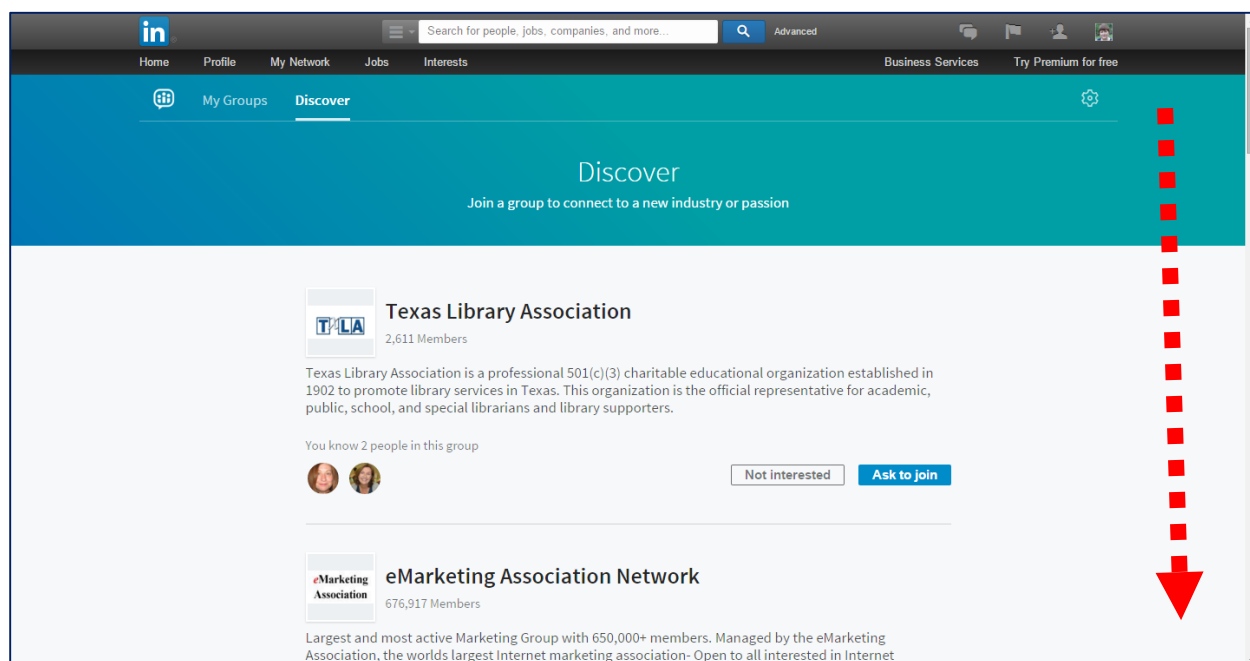 in
Search for people, jobs, companies, and more...
Advanced
Home Profile My Network Jobs Interests Business Services Try Premium for free
My Groups Discover
Discover
Join a group to connect to a new industry or passion
TLA
Texas Library Association
2,611 Members
Texas Library Association is a professional 501(c)(3) charitable educational organization established in
1902 to promote library services in Texas. This organization is the official representative for academic,
public, school, and special librarians and library supporters.
You know 2 people in this group
Not interested Ask to join
eMarketing
Association
eMarketing Association Network
676,917 Members
Largest and most active Marketing Group with 650,000+ members. Managed by the eMarketing
Association, the worlds largest Internet marketing association- Open to all interested in Internet